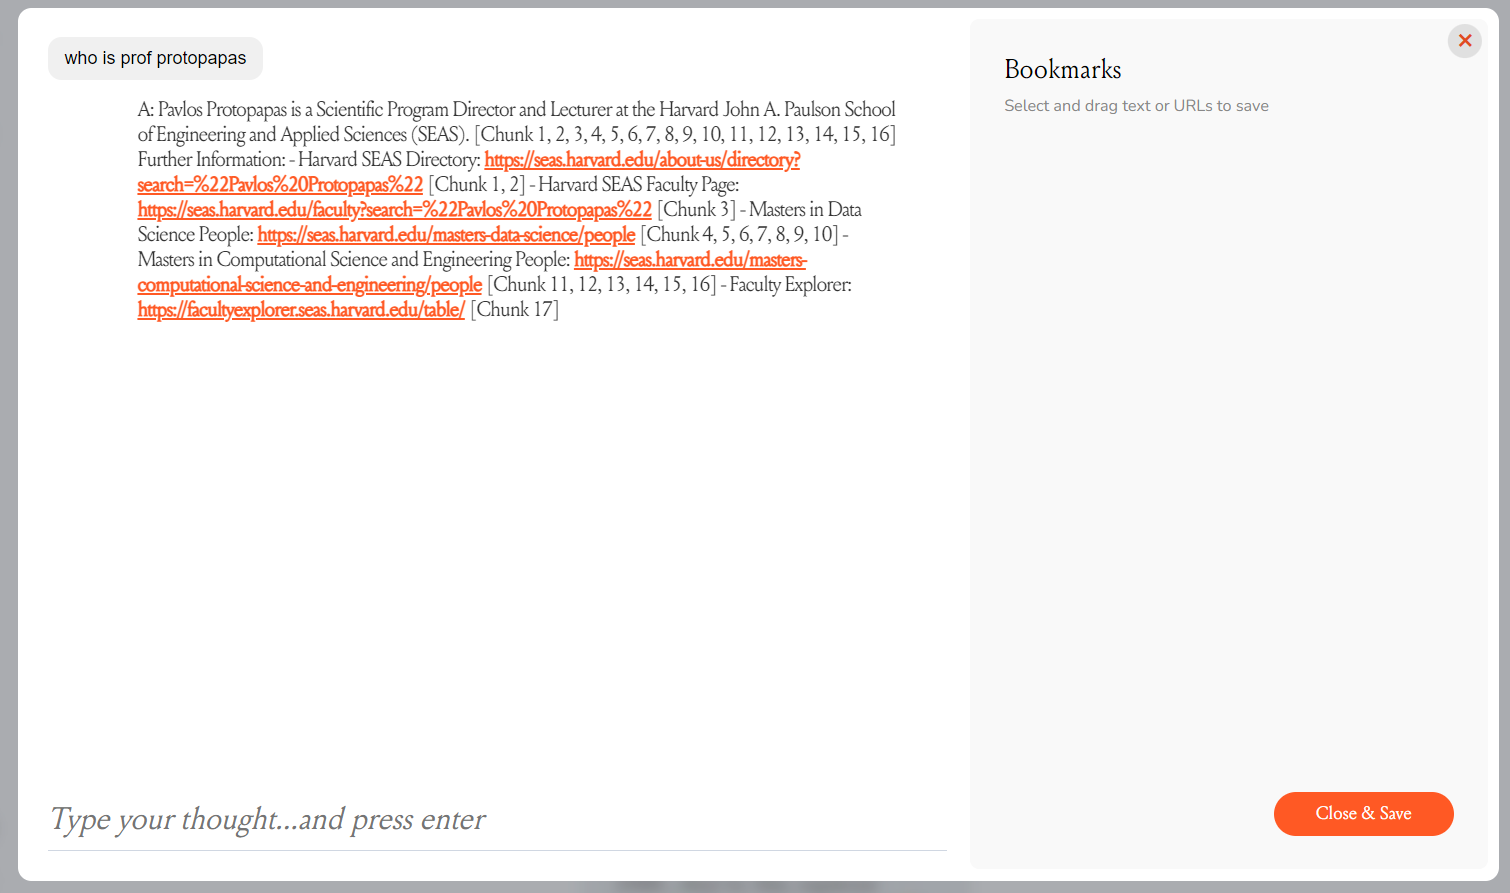 who is prof protopapas
A: Pavlos Protopapas is a Scientific Program Director and Lecturer at the Harvard John A. Paulson School
of Engineering and Applied Sciences (SEAS). [Chunk 1, 2, 3, 4, 5, 6, 7, 8, 9, 10, 11, 12, 13, 14, 15, 16]
Further Information: - Harvard SEAS Directory: https://seas.harvard.edu/about-us/directory?
search=%22Pavlos%20Protopapas%22 [Chunk 1, 2] - Harvard SEAS Faculty Page:
https://seas.harvard.edu/faculty?search=%22Pavlos%20Protopapas%22 [Chunk 3] - Masters in Data
Science People: https://seas.harvard.edu/masters-data-science/people [Chunk 4, 5, 6, 7, 8, 9, 10] -
Masters in Computational Science and Engineering People: https://seas.harvard.edu/masters-
computational-science-and-engineering/people [Chunk 11, 12, 13, 14, 15, 16] - Faculty Explorer:
https://facultyexplorer.seas.harvard.edu/table/ [Chunk 17]
Type your thought...and press enter
Bookmarks
Select and drag text or URLs to save
Close & Save